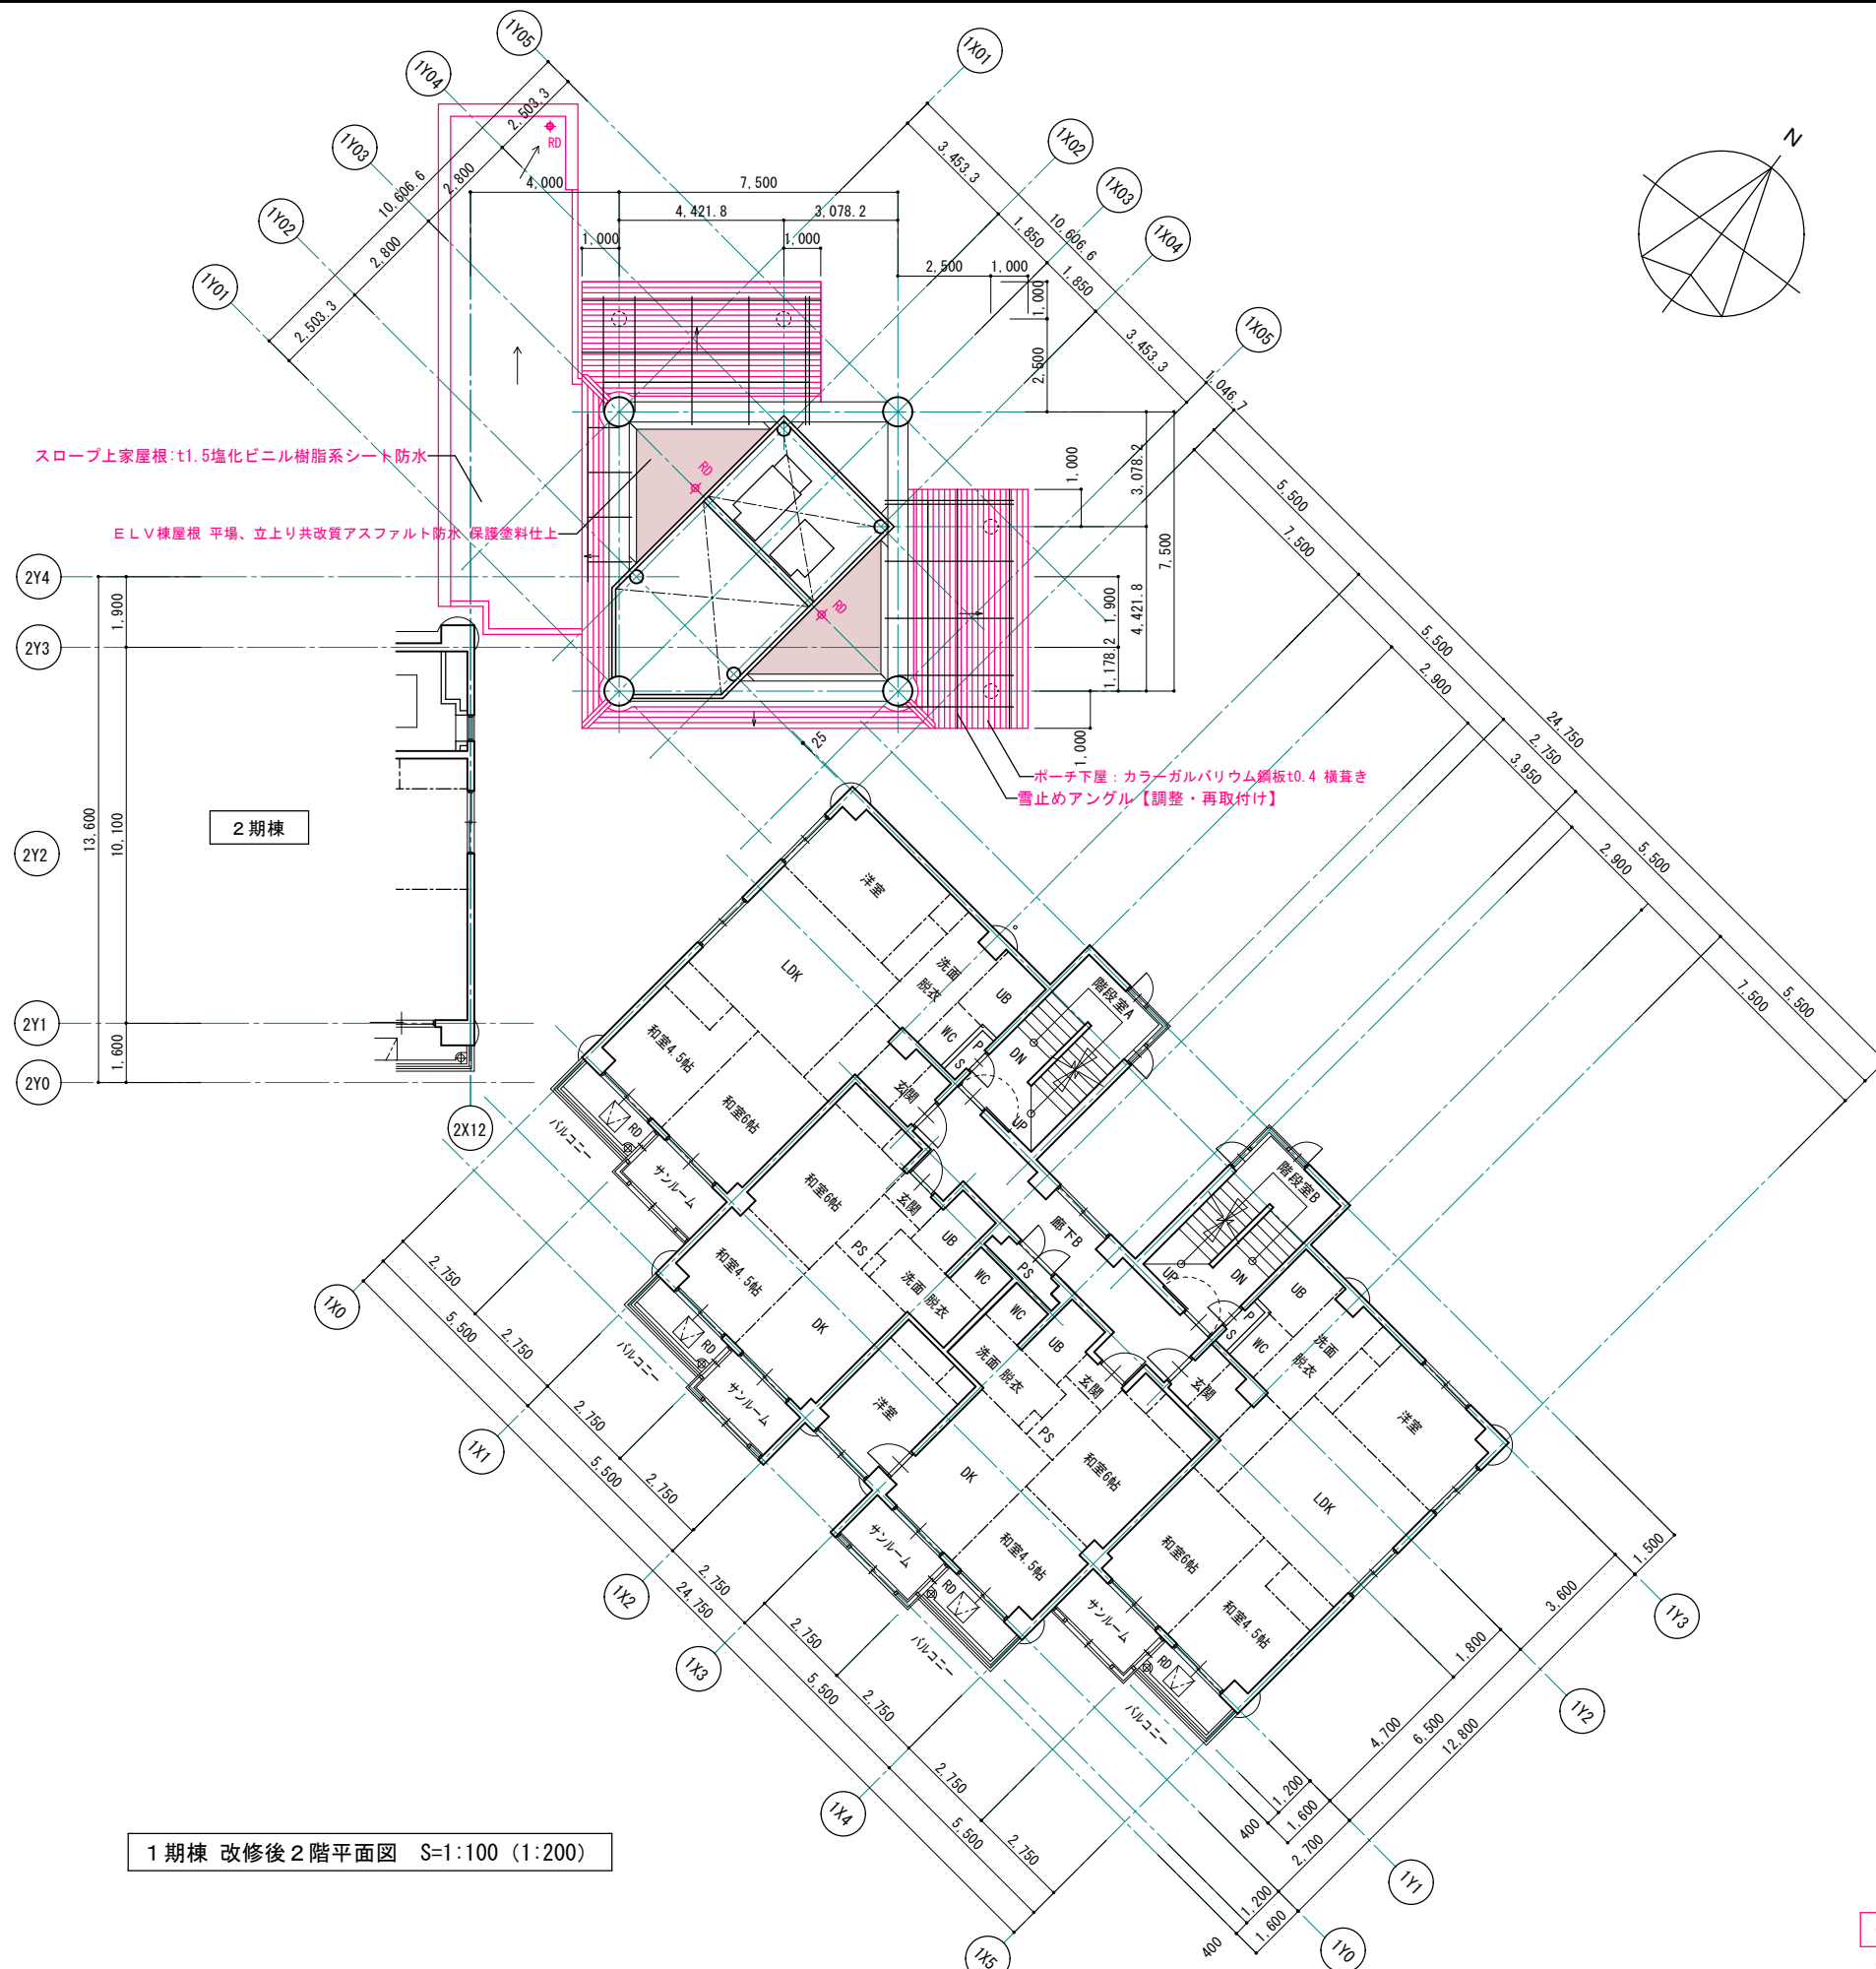 1Y05
1X01
1Y04
1X02
1Y03
1X03
1Y02
1X04
1Y01
1X05
N
2,503.3
2,800
10,606.6
2,800
2,503.3
RD
4,000
7,500
4,421.8
3,078.2
1,000
1,000
3,453.3
1,850
10,606.6
1,850
3,453.3
2,500
1,000
1,000
2,500
1,046.7
スロープ上家屋根:t1.5塩化ビニル樹脂系シート防水
RD
ELV棟屋根 平場、立上り共改質アスファルト防水 保護塗料仕上
RD
1,000
3,078.2
7,500
1,900
4,421.8
1,178.2
1,000
5,500
7,500
5,500
2,900
24,750
2,750
3,950
5,500
2,900
5,500
7,500
2Y4
2Y3
2Y2
2Y1
2Y0
1,900
13,600
10,100
1,600
2期棟
25
ポーチ下屋：カラーガルバリウム鋼板t0.4 横葺き
雪止めアングル【調整・再取付け】
2X12
洋室
LDK
洗面
脱衣
UB
WC
P
S
階段室A
DN
UP
和室4.5帖
和室6帖
玄関
バルコニー
RD
サンルーム
和室6帖
玄関
UB
廊下B
PS
和室4.5帖
PS
洗面 脱衣
WC
PS
DK
WC
UB
洗面 脱衣
玄関
バルコニー
RD
サンルーム
洋室
階段室B
UP
DN
UB
P
S
WC
洗面
脱衣
玄関
洋室
PS
DK
和室6帖
LDK
和室4.5帖
和室6帖
和室4.5帖
サンルーム
RD
バルコニー
サンルーム
RD
バルコニー
1X0
1X1
1X2
1X3
1X4
1X5
2,750
5,500
2,750
2,750
5,500
2,750
2,750
24,750
2,750
5,500
2,750
2,750
5,500
2,750
1,500
3,600
1,800
4,700
6,500
12,800
1,200
1,600
400
2,700
1,200
1,600
400
1Y3
1Y2
1Y1
1Y0
1期棟 改修後2階平面図 S=1:100 (1:200)